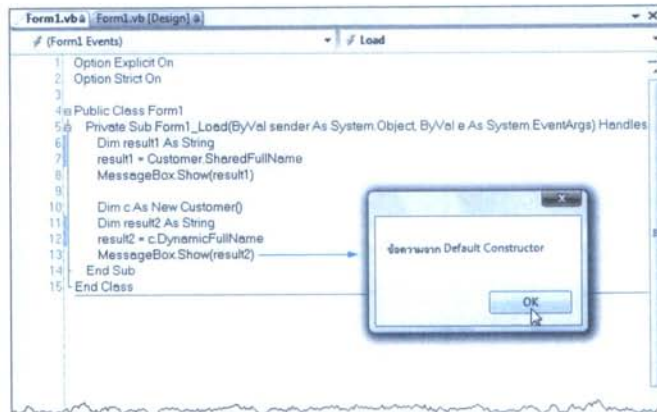 Form1.vb Form1.vb [Design]
(Form1 Events) Load
1 Option Explicit On
2 Option Strict On
3
4 Public Class Form1
5 Private Sub Form1_Load(ByVal sender As System.Object, ByVal e As System.EventArgs) Handles
6 Dim result1 As String
7 result1 = Customer.SharedFullName
8 MessageBox.Show(result1)
9
10 Dim c As New Customer()
11 Dim result2 As String
12 result2 = c.DynamicFullName
13 MessageBox.Show(result2)
14 End Sub
15 End Class
ข้อความจาก Default Constructor
OK